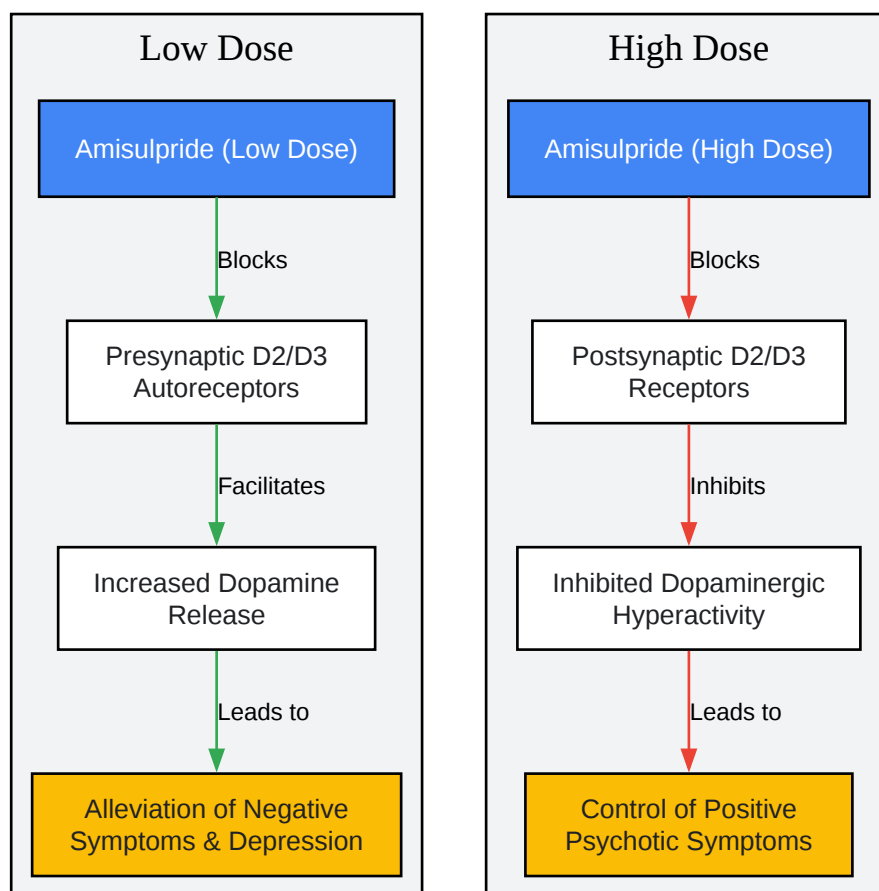 Low Dose
Amisulpride (Low Dose)
Blocks
Presynaptic D2/D3
Autoreceptors
Facilitates
Increased Dopamine
Release
Leads to
Alleviation of Negative
Symptoms & Depression
High Dose
Amisulpride (High Dose)
Blocks
Postsynaptic D2/D3
Receptors
Inhibits
Inhibited Dopaminergic
Hyperactivity
Leads to
Control of Positive
Psychotic Symptoms